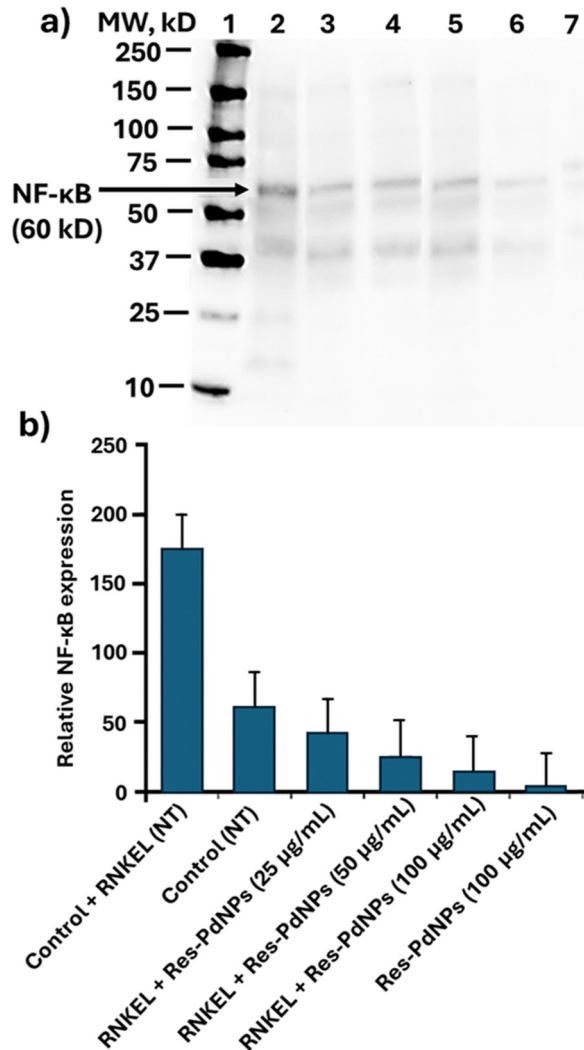 a) MW, kD 1 2 3 4 5 6 7
250
150
100
75
NF-κB
(60 kD)
50
37
25
10
b)
Relative NF-κB expression
250
200
150
100
50
0
Control + RNKEL (NT)
Control (NT)
RNKEL + Res-PdNPs (25 µg/mL)
RNKEL + Res-PdNPs (50 µg/mL)
RNKEL + Res-PdNPs (100 µg/mL)
Res-PdNPs (100 µg/mL)